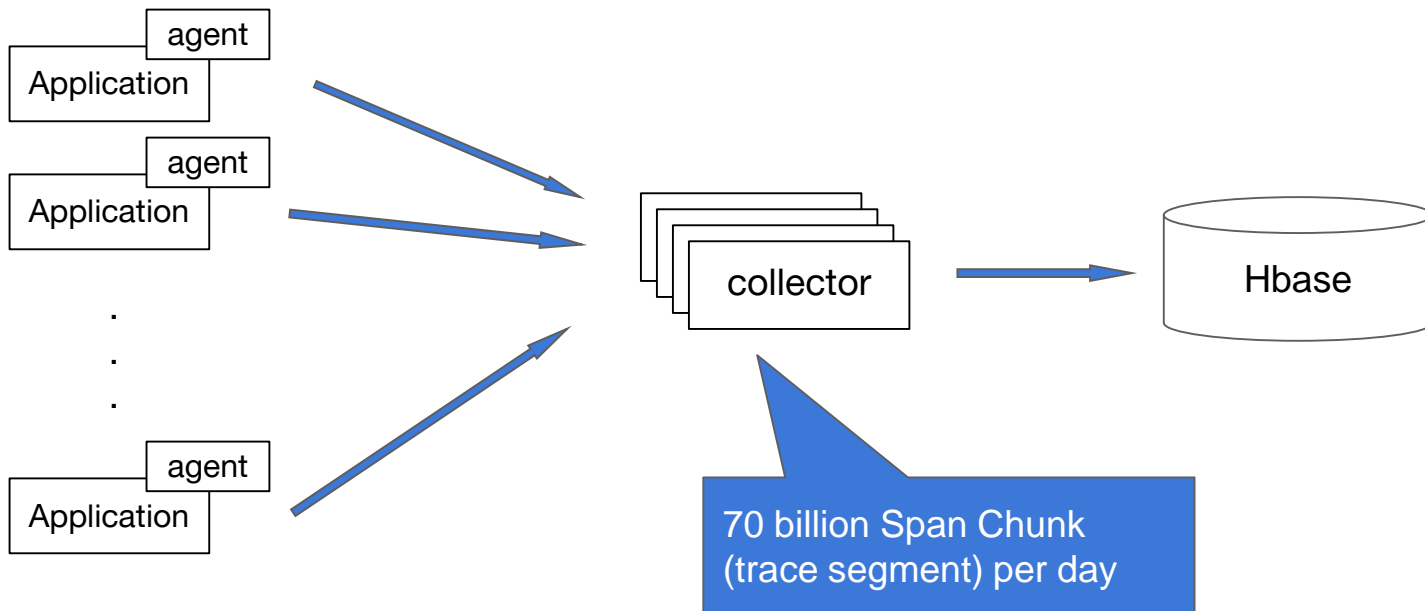 agent
Application
agent
Application
.
.
.
agent
Application
collector
Hbase
70 billion Span Chunk
(trace segment) per day